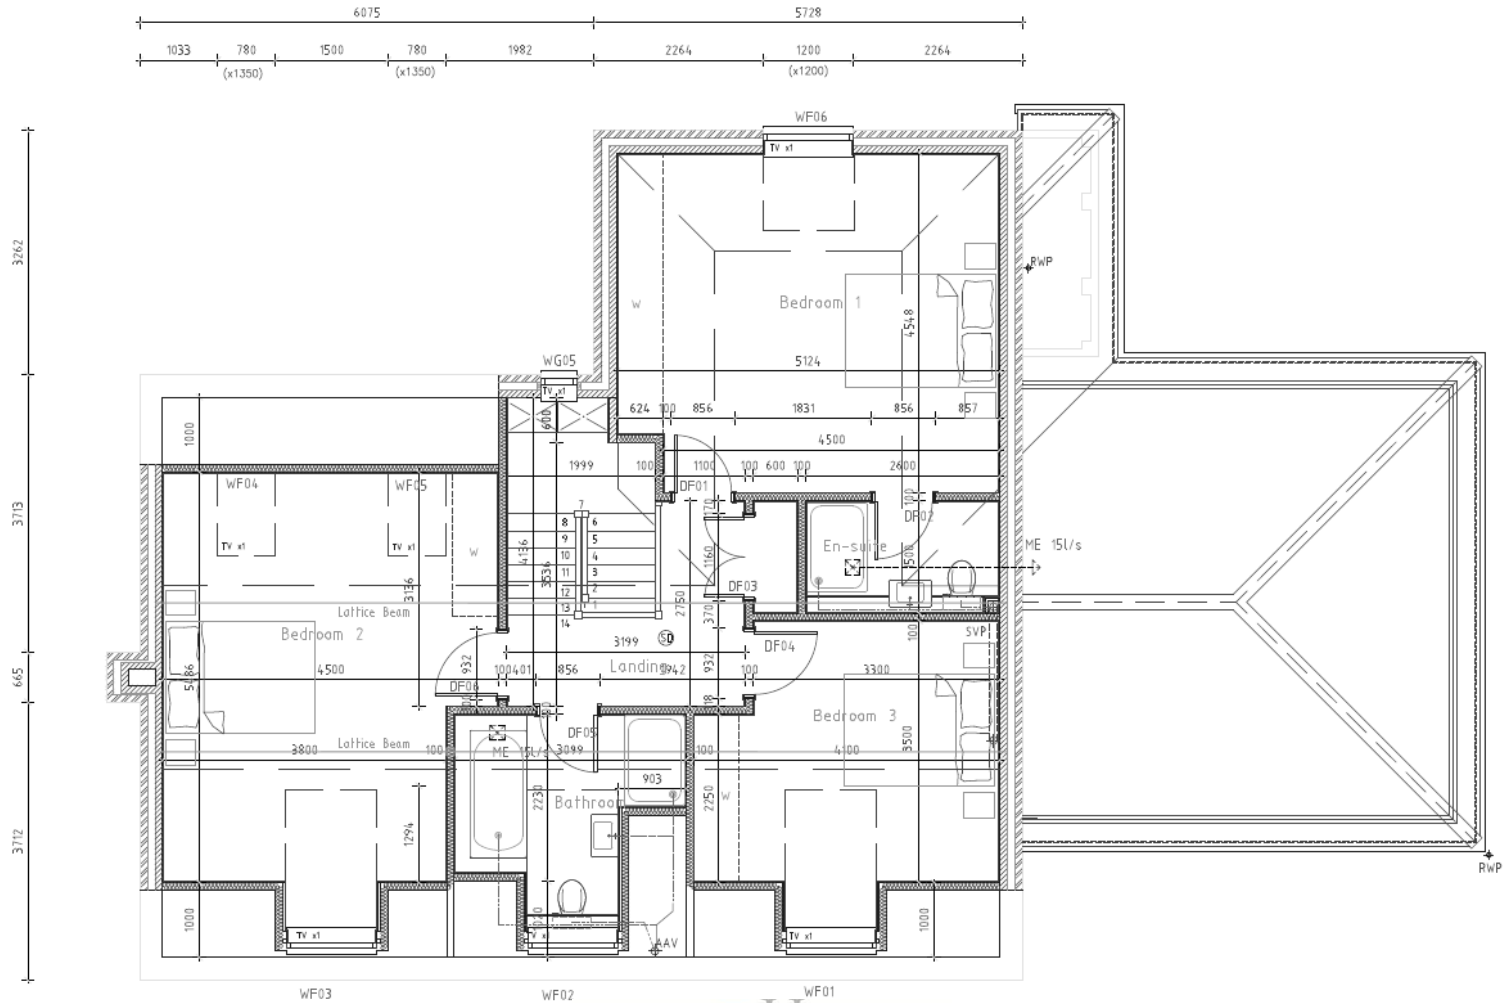 6075 5728
1033 780 1500 780 1982 2264 1200 2264
(x1350) (x1350) (x1200)
WF06
TV x1
3262
RWP
W
Bedroom 1
4548
WG05
TV x1
5124
600
624 100 856 1831 856 857
1000
4500
1999 100 1100 100 600 100 2600
WF04 WF05
DF01
100
170
DF02
3713
7
8 6
9 5
10 4
11 3
12 2
13 1
14
4136
3536
W
TV x1 TV x1
1160
En-suite
ME 15l/s
3136
DF03
2750
370
Lattice Beam
Bedroom 2
SD
100
SVP
3199
DF04
932
932
Landing
665
5486
4500
100 401 856 3942 100 3300
DF06
Bedroom 3
DF05
Lattice Beam
3500
3800 100 ME 15l/s 3099 100 4100
903
2230
Bathroom
2250
W
3712
1294
1000
1000
TV x1
TV x1
AAV
RWP
WF03 WF02 WF01